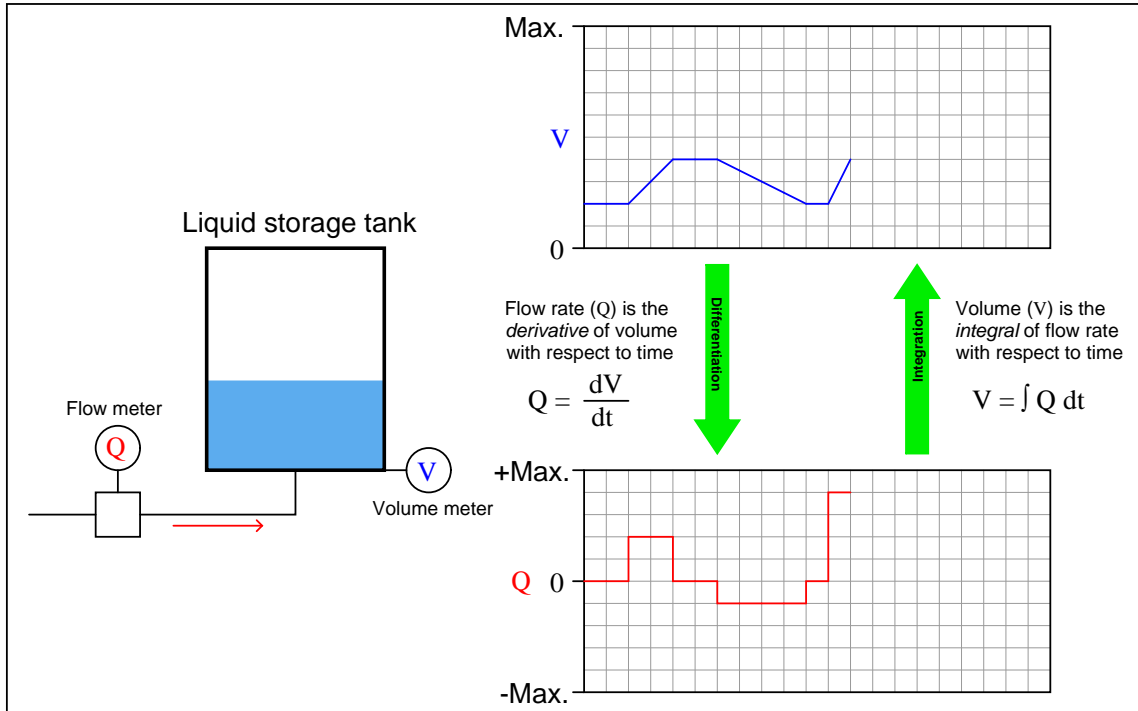 Max.
V
0
Liquid storage tank
Flow meter
Q
V
Volume meter
Flow rate (Q) is the
derivative of volume
with respect to time
Q = dV
dt
Differentiation
Integration
Volume (V) is the
integral of flow rate
with respect to time
V = ∫ Q dt
+Max.
Q 0
-Max.